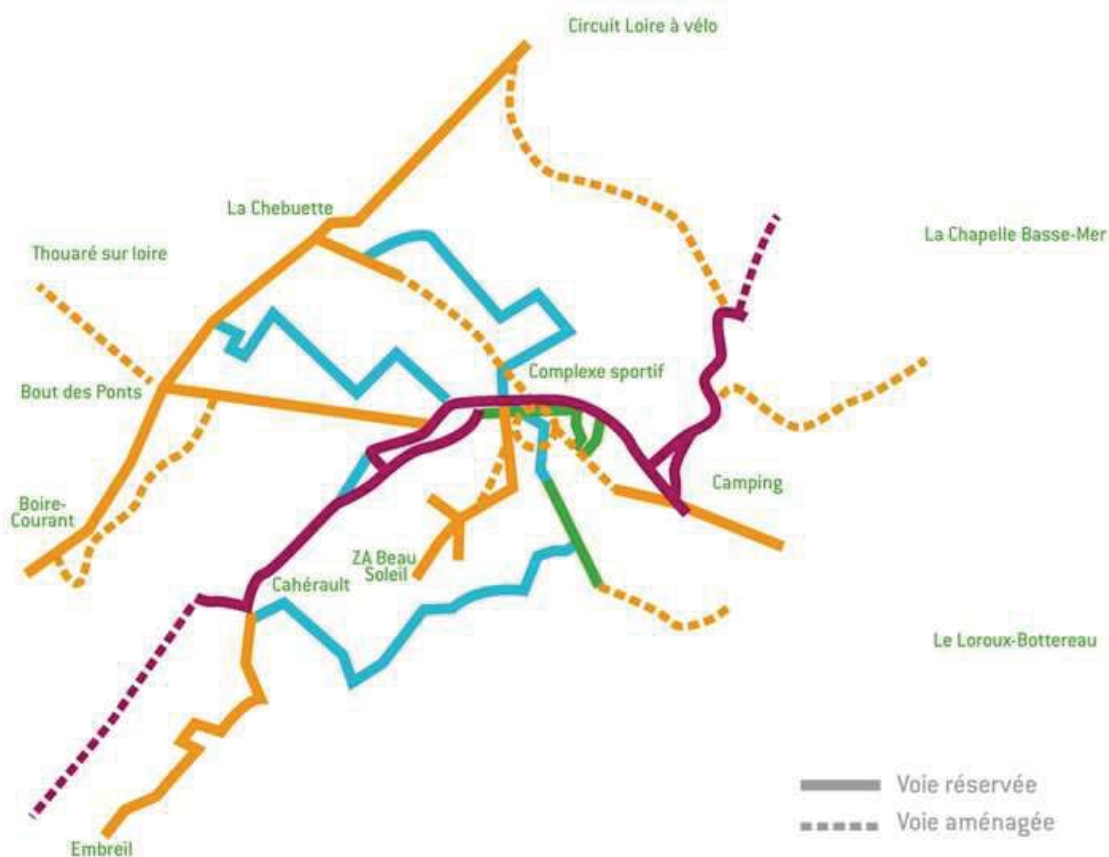 Circuit Loire à vélo
La Chebuette
La Chapelle Basse-Mer
Thouaré sur loire
Complexe sportif
Bout des Ponts
Camping
Boire-
Courant
ZA Beau
Soleil
Cahérault
Le Loroux-Bottereau
Voie réservée
Voie aménagée
Embreil